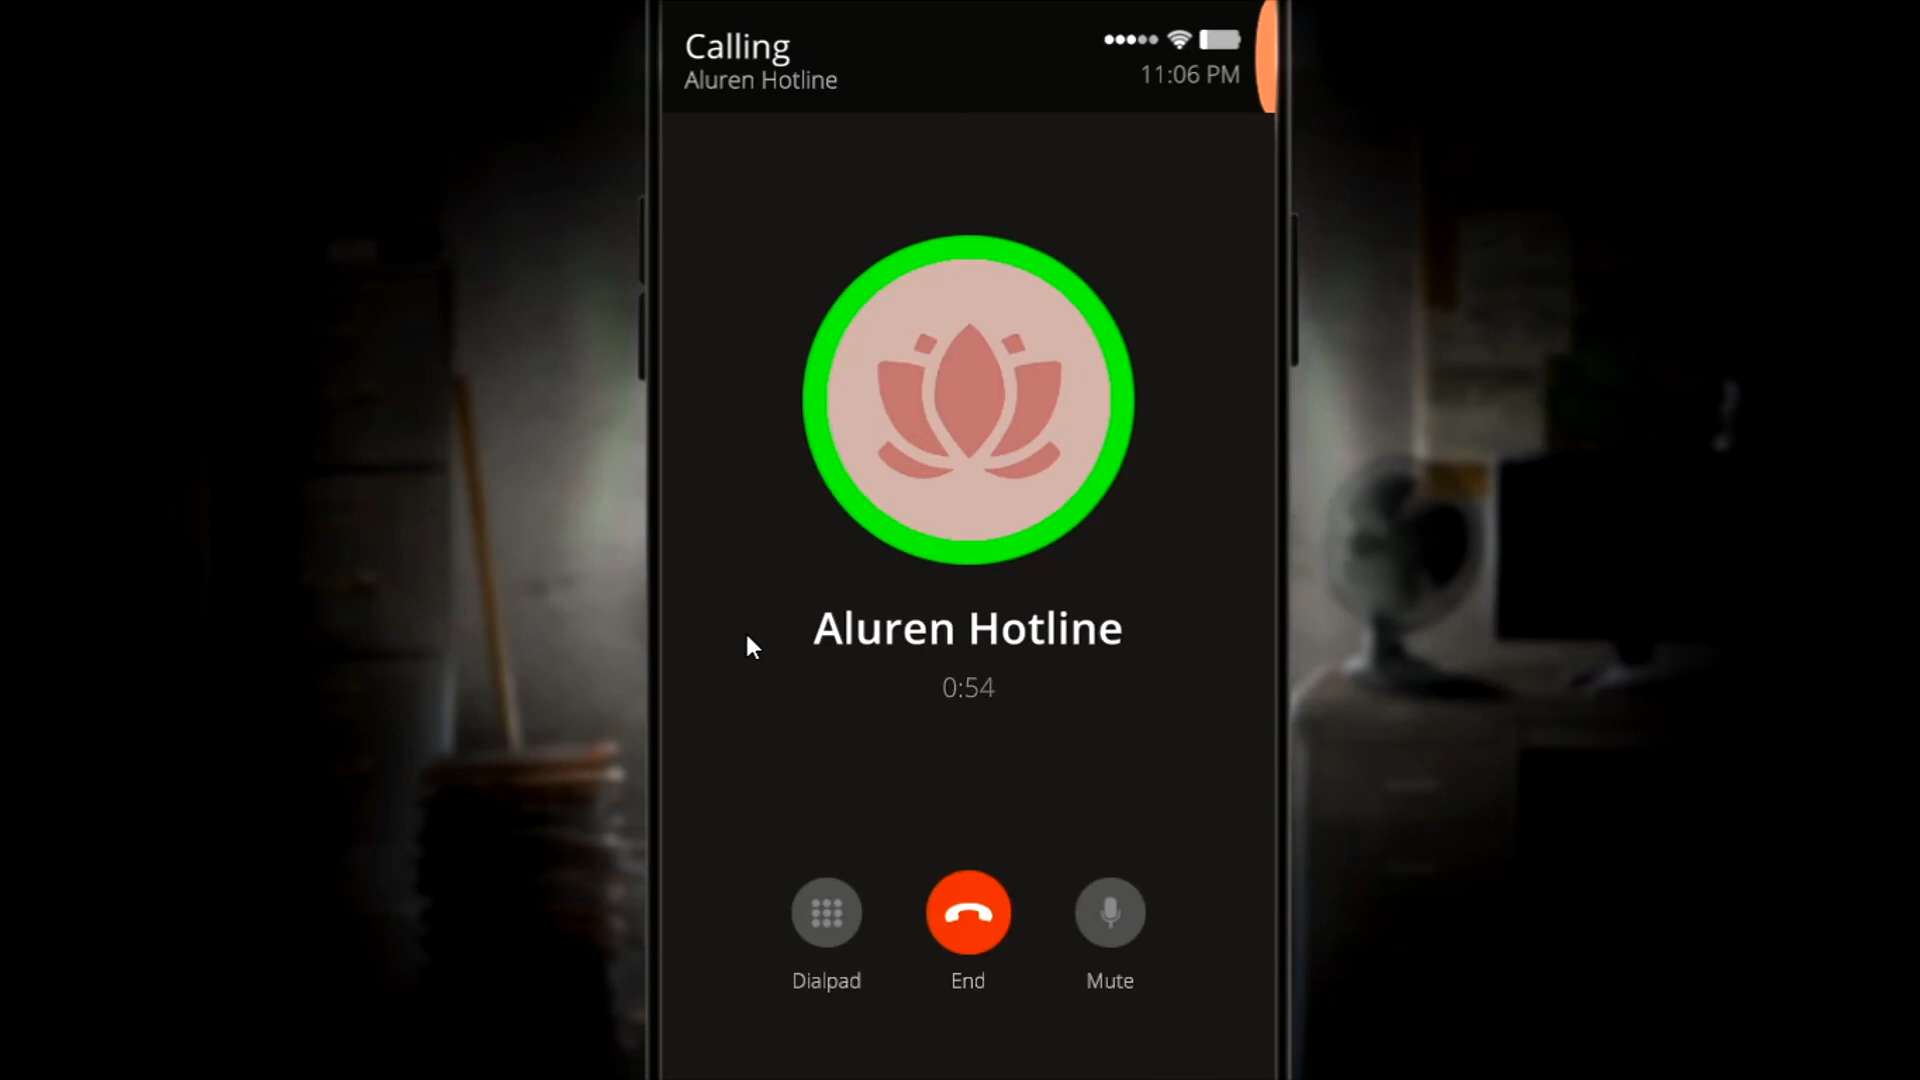 Calling
Aluren Hotline
11:06 PM
Aluren Hotline
0:54
Dialpad
End
Mute